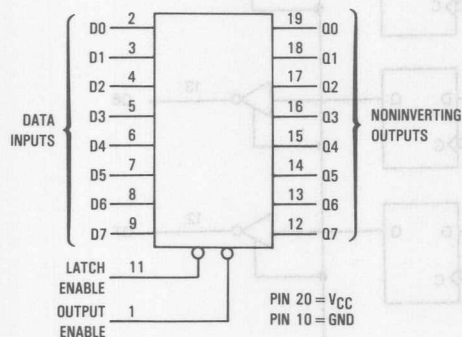 D0 2 19 Q0
D1 3 18 Q1
D2 4 17 Q2
DATA INPUTS D3 5 16 Q3 NONINVERTING OUTPUTS
D4 6 15 Q4
D5 7 14 Q5
D6 8 13 Q6
D7 9 12 Q7
LATCH ENABLE 11
OUTPUT ENABLE 1
PIN 20 = VCC
PIN 10 = GND